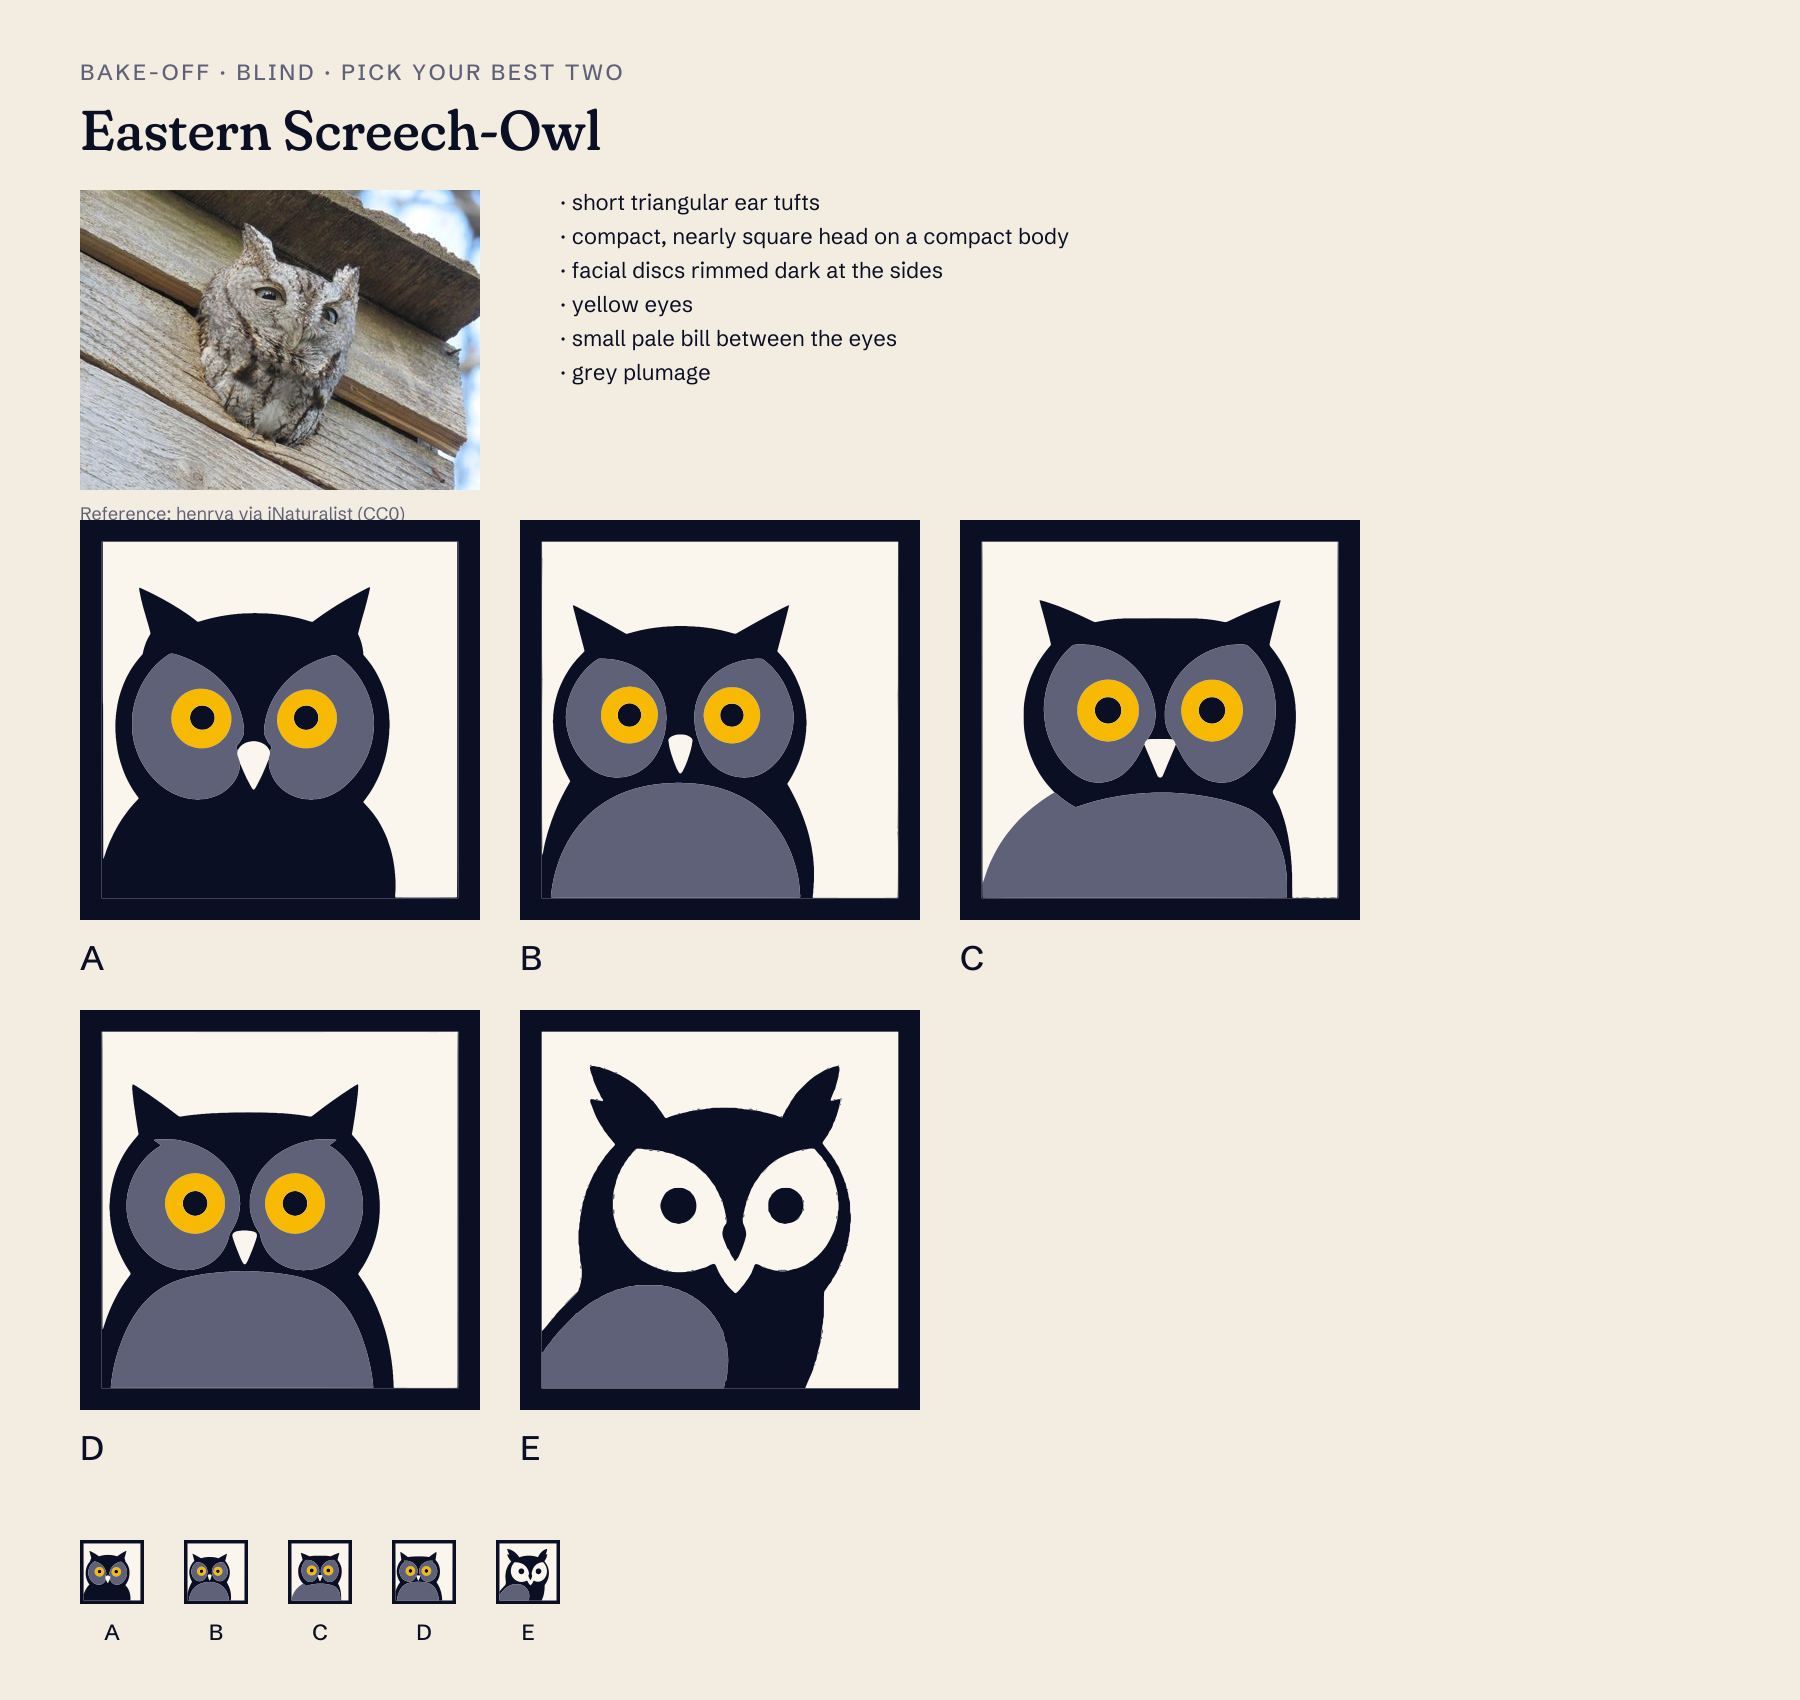 BAKE-OFF · BLIND · PICK YOUR BEST TWO
Eastern Screech-Owl
· short triangular ear tufts
· compact, nearly square head on a compact body
· facial discs rimmed dark at the sides
· yellow eyes
· small pale bill between the eyes
· grey plumage
Reference: henrya via iNaturalist (CC0)
A
B
C
D
E
A
B
C
D
E